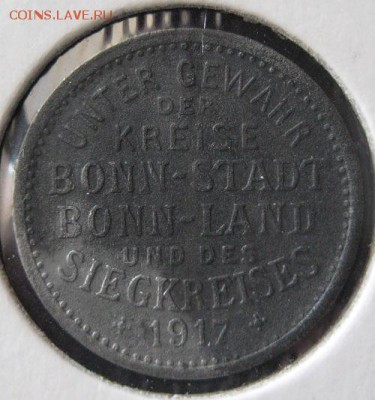 COINS.LAVE.RU
UNTER GEWÄHR
DER
KREISE
BONN-STADT
BONN-LAND
UND DES
SIEGKREISES
1917